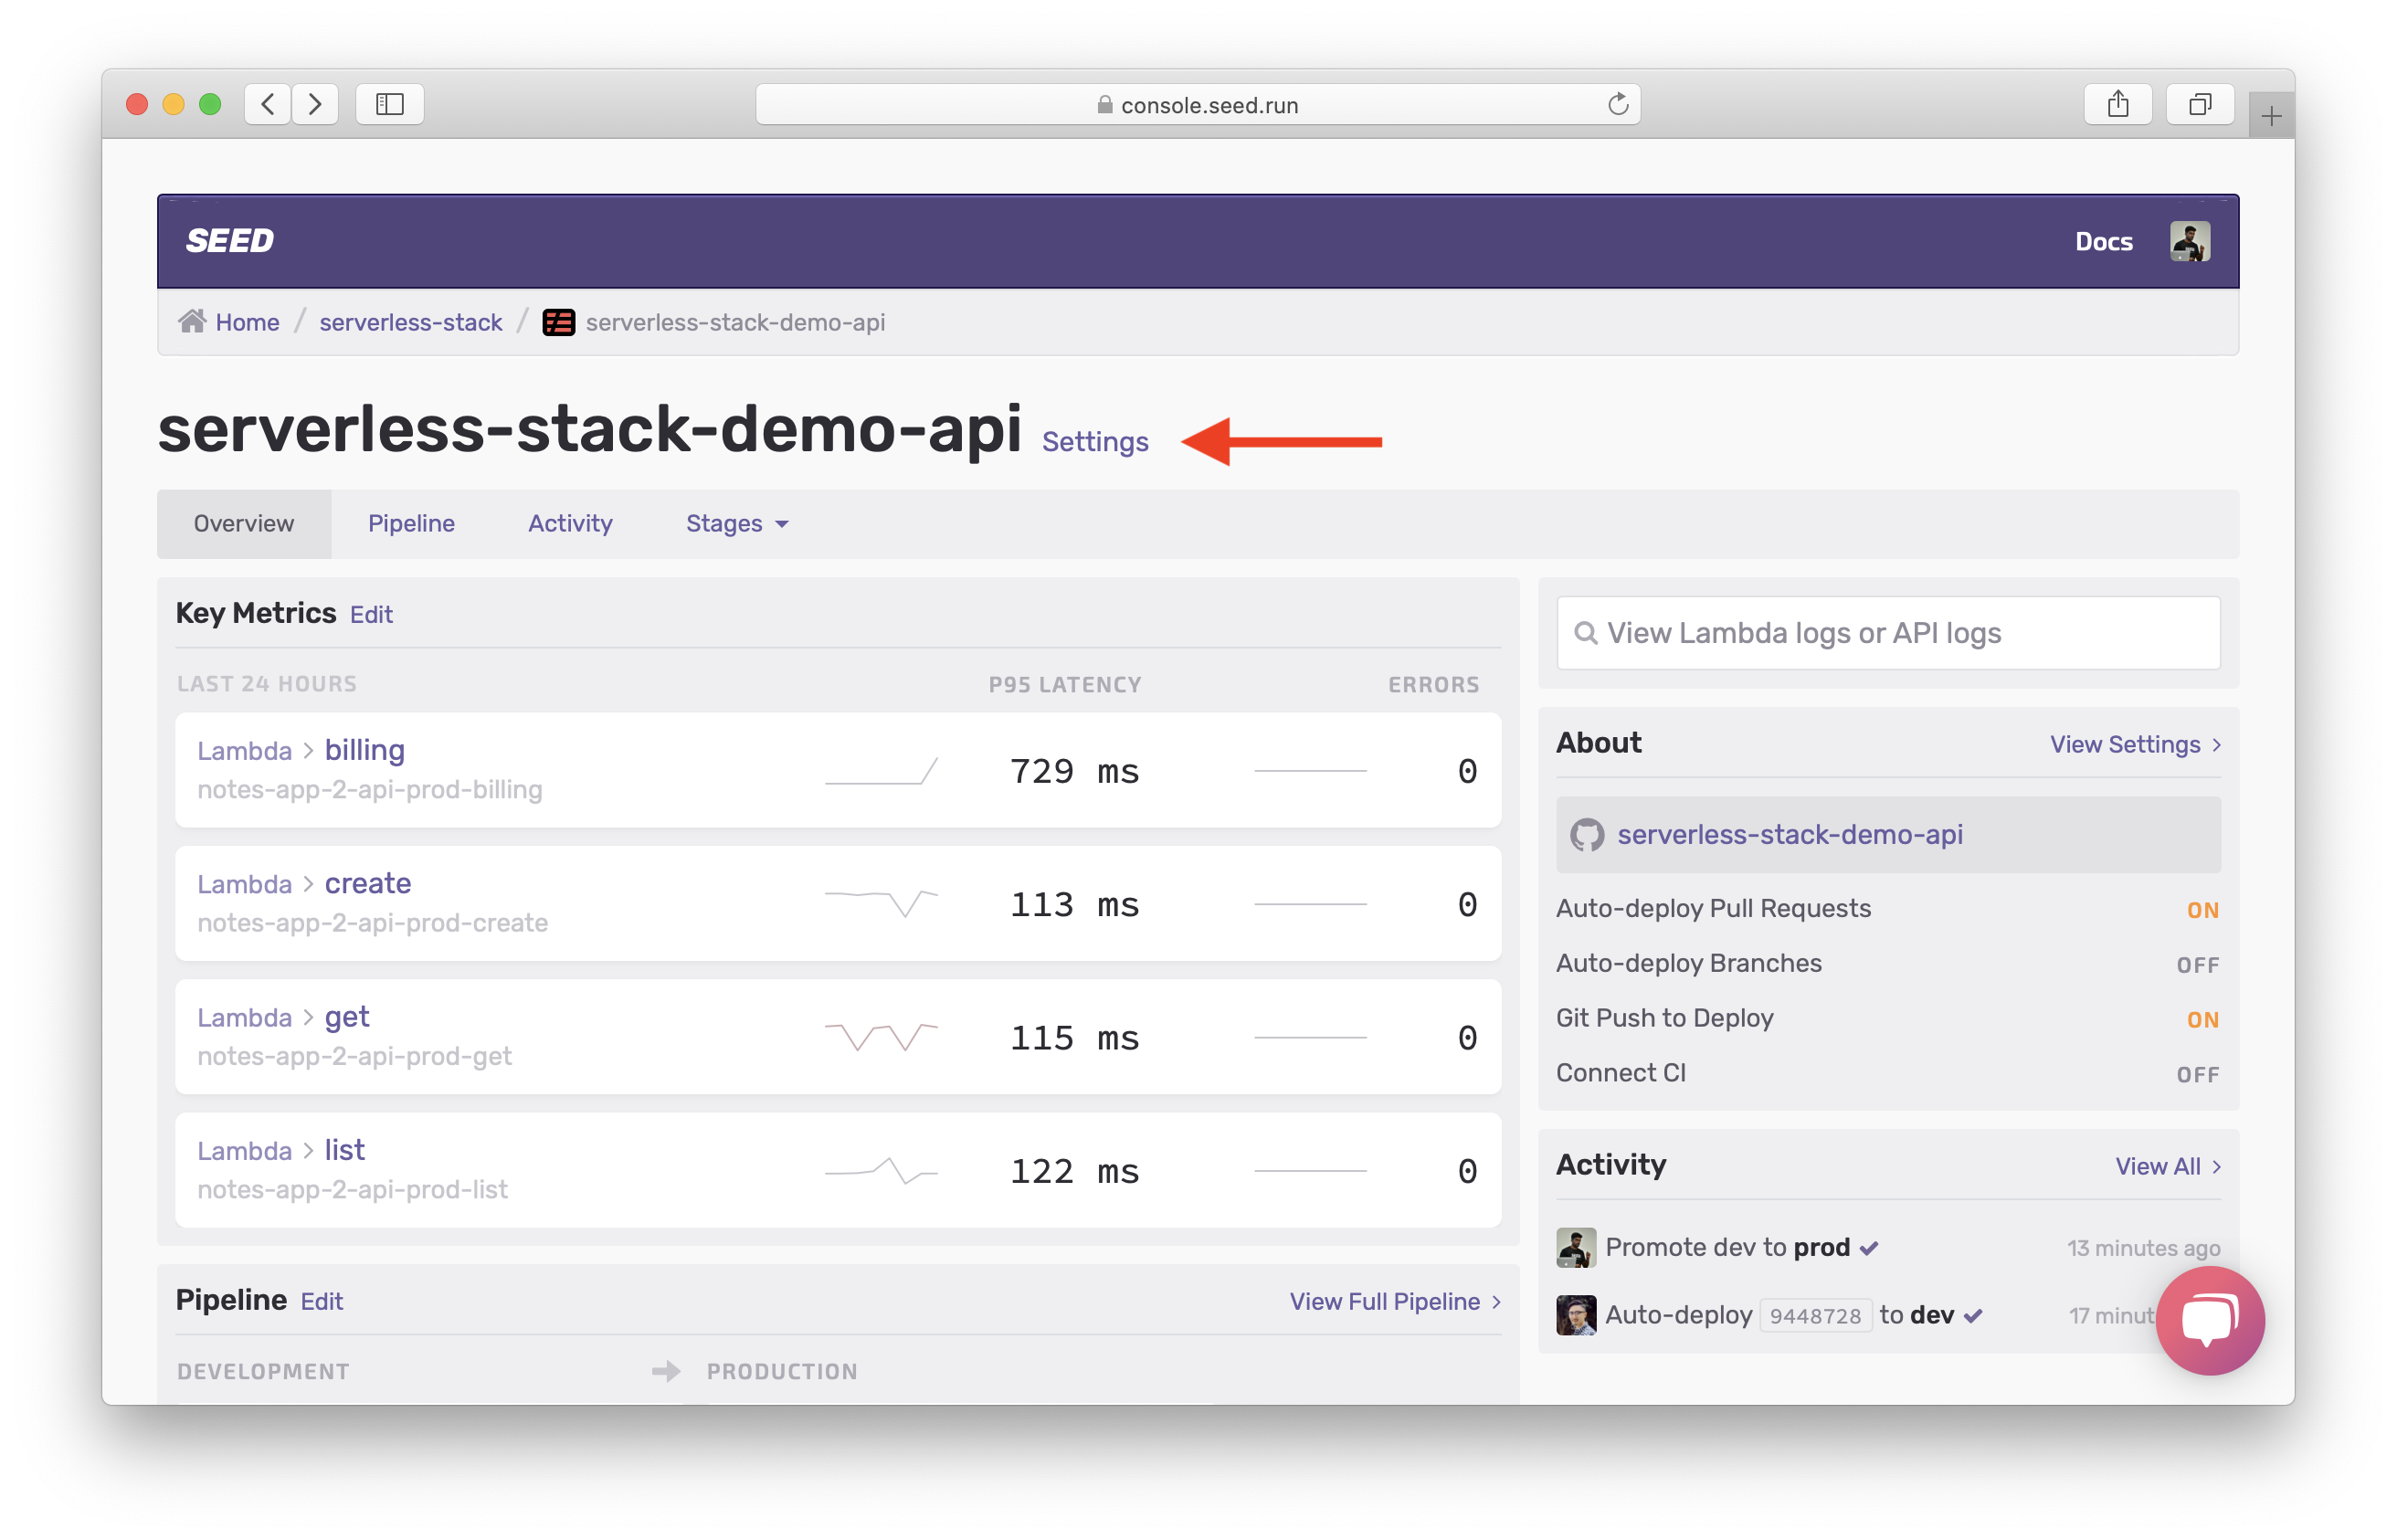 console.seed.run
SEED
Docs
Home / serverless-stack / serverless-stack-demo-api
serverless-stack-demo-api Settings
Overview Pipeline Activity Stages
Key Metrics Edit
LAST 24 HOURS P95 LATENCY ERRORS
Lambda > billing
notes-app-2-api-prod-billing
729 ms 0
Lambda > create
notes-app-2-api-prod-create
113 ms 0
Lambda > get
notes-app-2-api-prod-get
115 ms 0
Lambda > list
notes-app-2-api-prod-list
122 ms 0
Pipeline Edit
View Full Pipeline >
DEVELOPMENT PRODUCTION
View Lambda logs or API logs
About View Settings >
serverless-stack-demo-api
Auto-deploy Pull Requests ON
Auto-deploy Branches OFF
Git Push to Deploy ON
Connect CI OFF
Activity View All >
Promote dev to prod 13 minutes ago
Auto-deploy 9448728 to dev 17